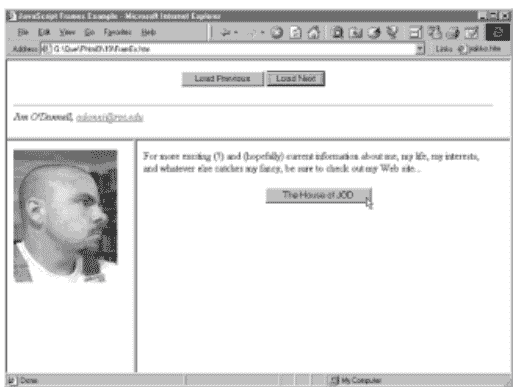 JavaScript Frames Example - Microsoft Internet Explorer
File Edit View Go Favorites Help
Address
Links
Load Previous Load Next
Jim O'Donnell,
For more exciting (?) and (hopefully) current information about me, my life, my interests,
and whatever else catches my fancy, be sure to check out my Web site...
The House of JOD
Done
My Computer